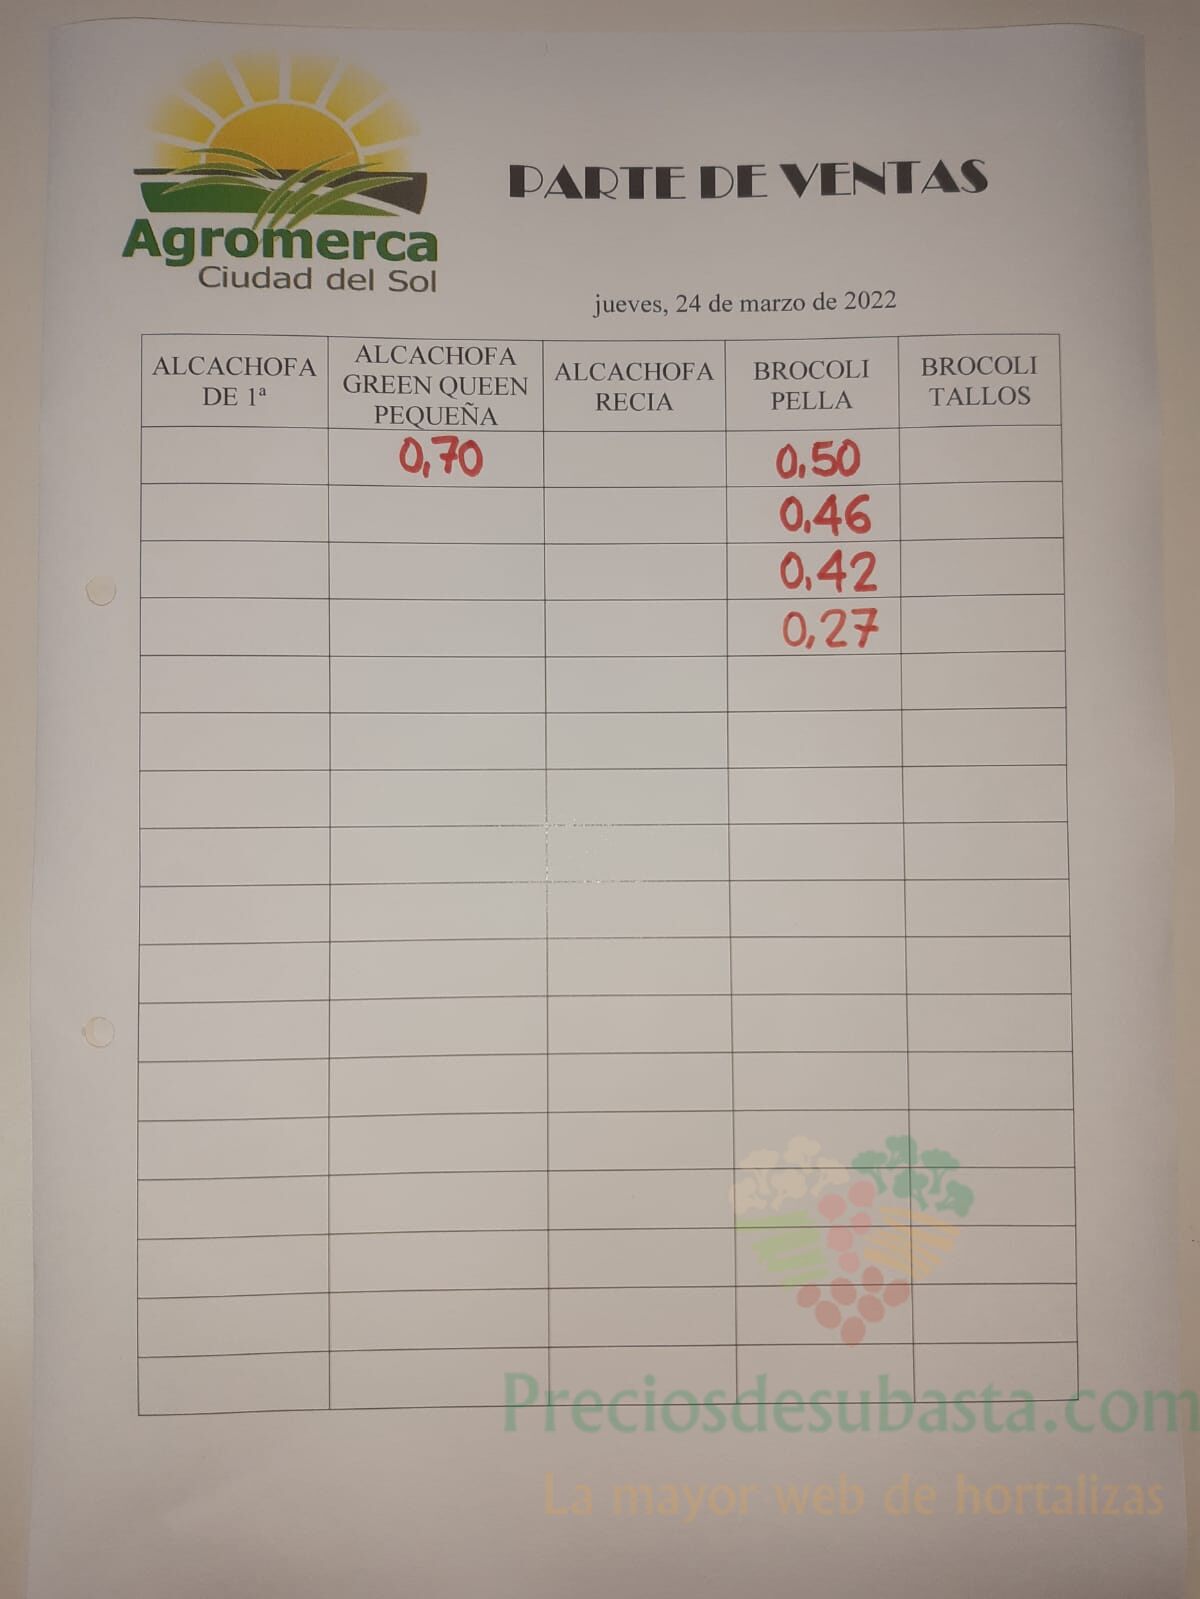 Agromerca
Ciudad del Sol
PARTE DE VENTAS
jueves, 24 de marzo de 2022
ALCACHOFA DE 1ª
ALCACHOFA GREEN QUEEN PEQUEÑA
ALCACHOFA RECIA
BROCOLI PELLA
BROCOLI TALLOS
0,70 0,50
0,46
0,42
0,27
Preciosdesubasta.com
La mayor web de hortalizas